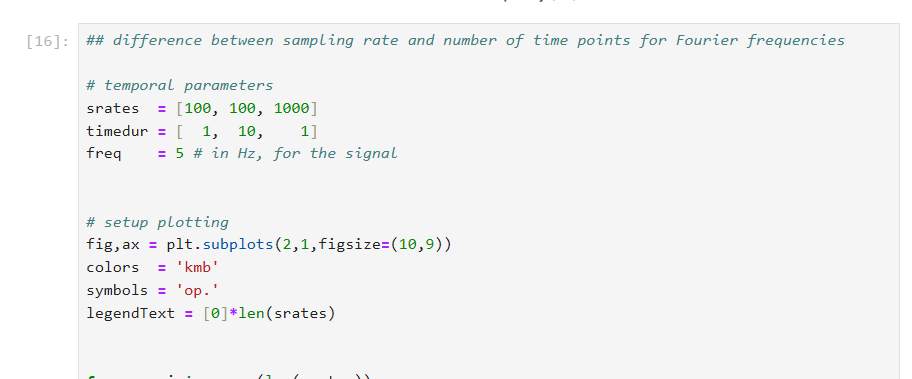 [16]: ## difference between sampling rate and number of time points for Fourier frequencies
# temporal parameters
srates  = [100, 100, 1000]
timedur = [  1,  10,    1]
freq    = 5 # in Hz, for the signal
# setup plotting
fig,ax = plt.subplots(2,1,figsize=(10,9))
colors  = 'kmb'
symbols = 'op.'
legendText = [0]*len(srates)